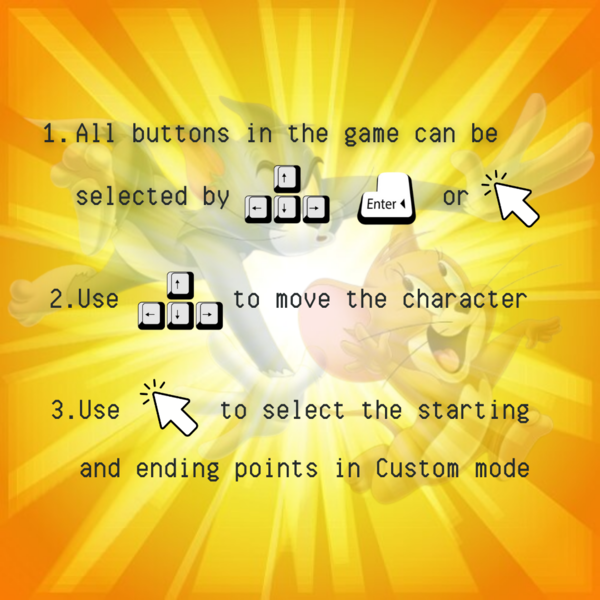 1. All buttons in the game can be
selected by ↑ ← ↓ → Enter or
2. Use ↑ ← ↓ → to move the character
3. Use to select the starting
and ending points in Custom mode